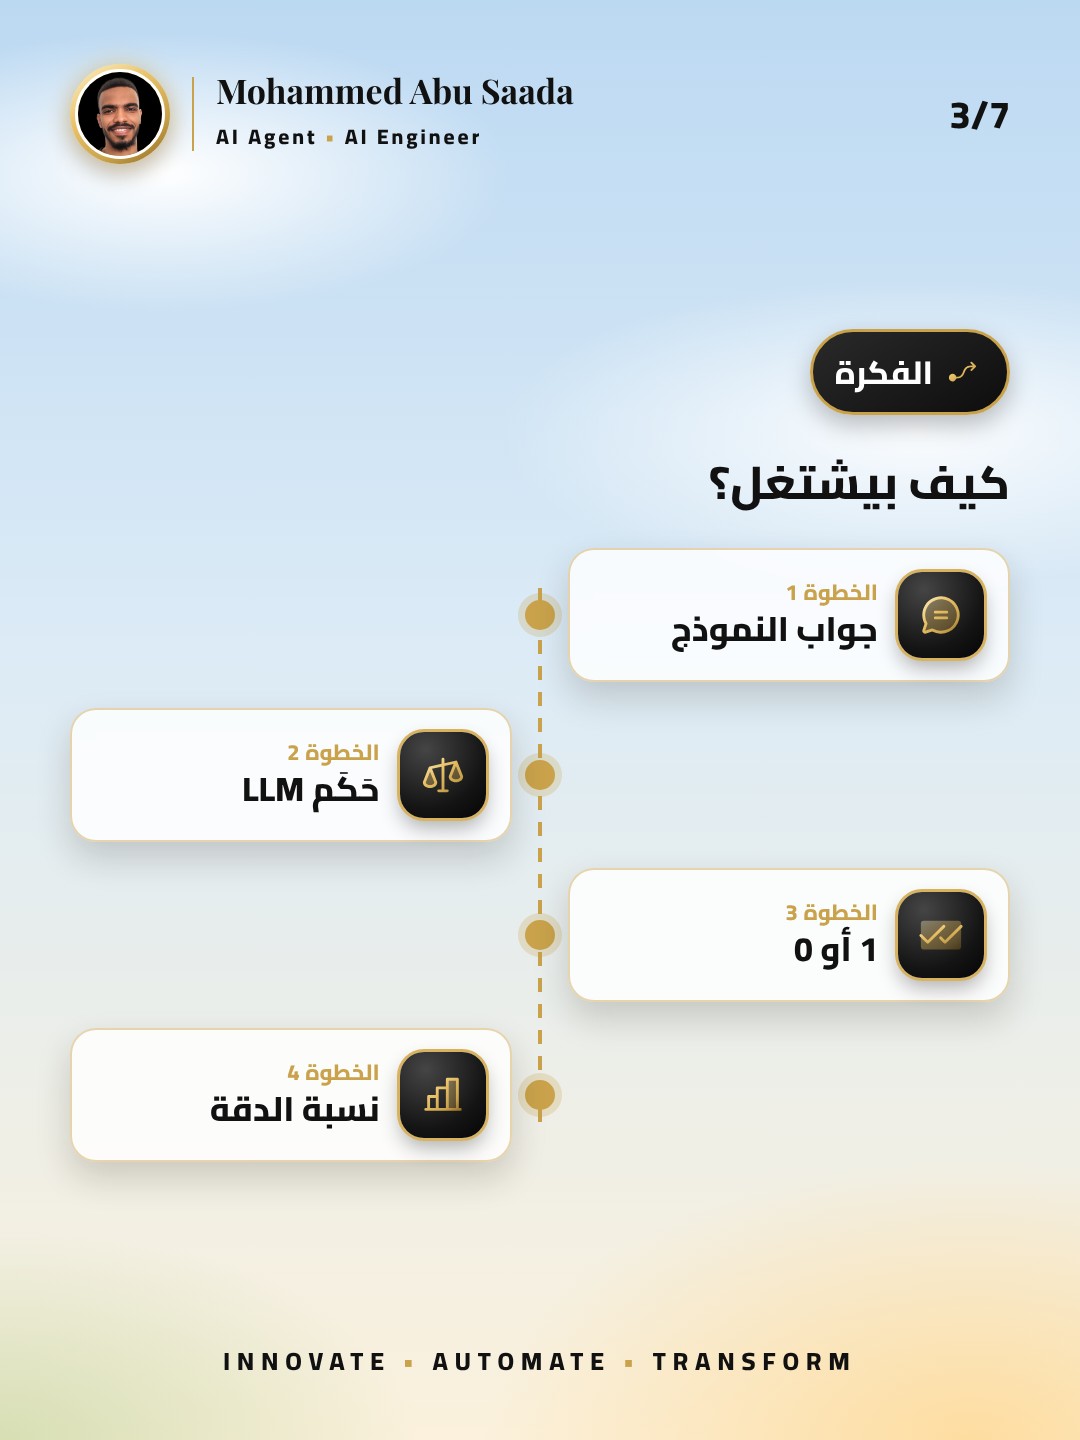 Mohammed Abu Saada
AI Agent ▪ AI Engineer
3/7
الفكرة
كيف بيشتغل؟
الخطوة 1
جواب النموذج
الخطوة 2
حَكَم LLM
الخطوة 3
1 أو 0
الخطوة 4
نسبة الدقة
INNOVATE ▪ AUTOMATE ▪ TRANSFORM